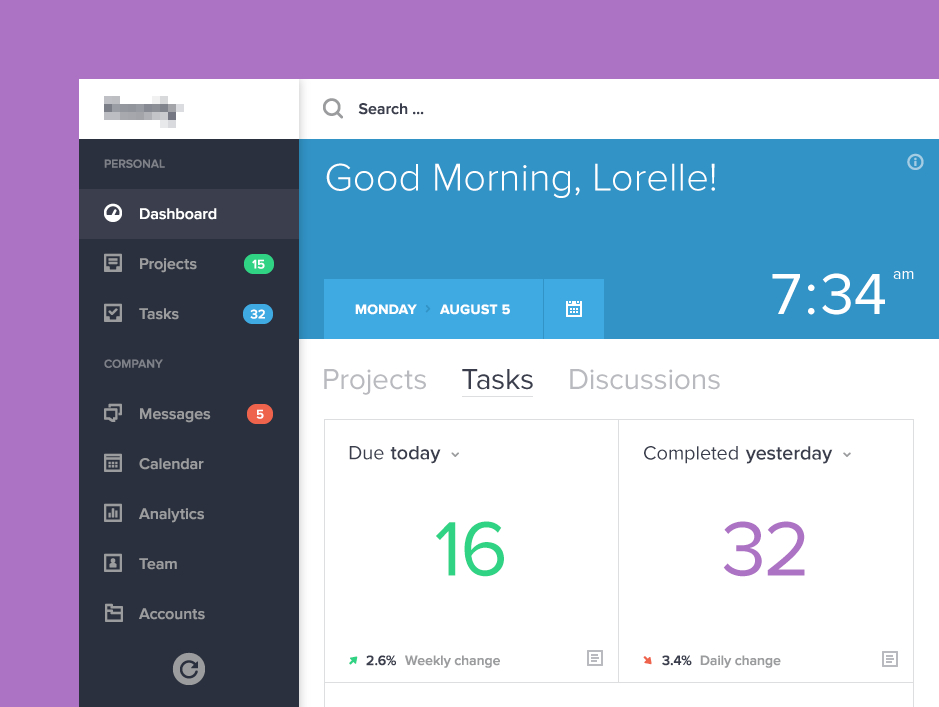 Search ...
PERSONAL
Dashboard
Projects 15
Tasks 32
COMPANY
Messages 5
Calendar
Analytics
Team
Accounts
Good Morning, Lorelle!
MONDAY › AUGUST 5
7:34 am
Projects Tasks Discussions
Due today
16
2.6% Weekly change
Completed yesterday
32
3.4% Daily change